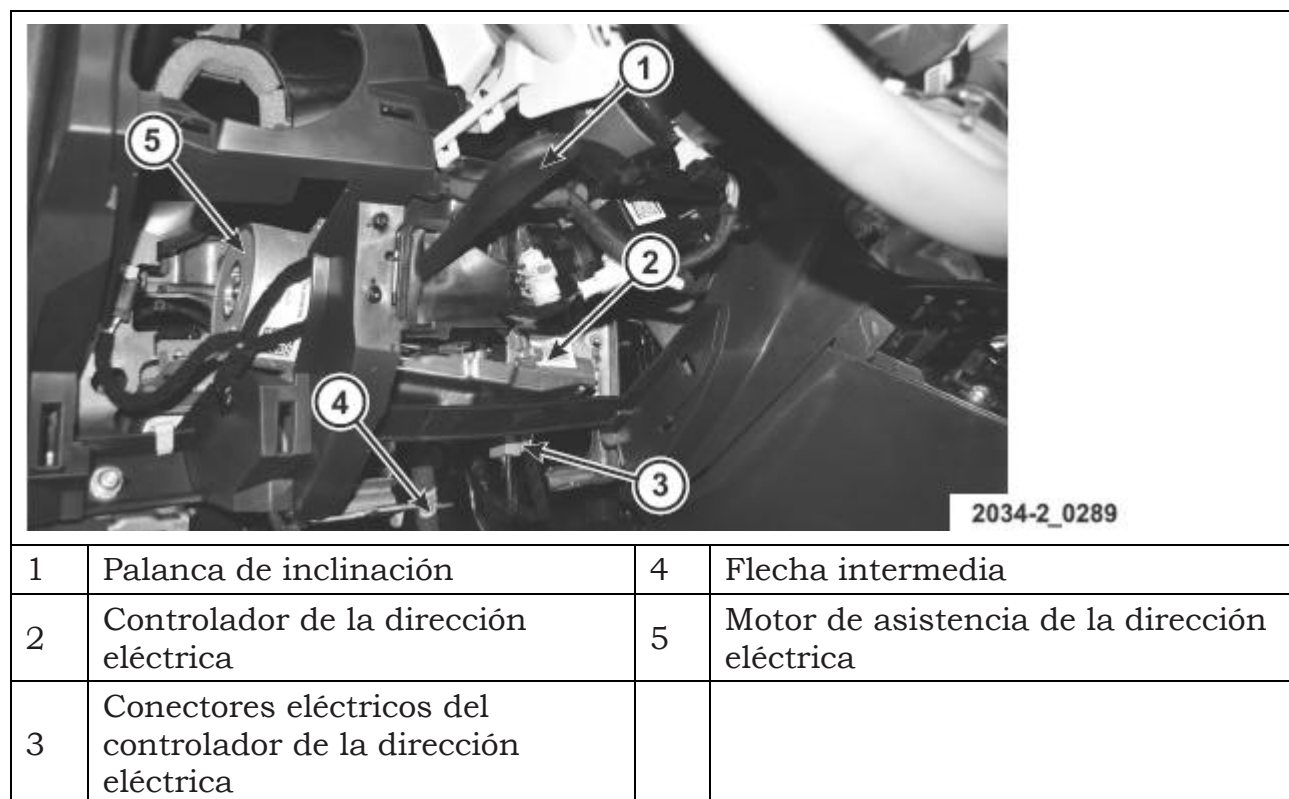 1
5
2
4
3
2034-2_0289
1 Palanca de inclinación 4 Flecha intermedia
2 Controlador de la dirección eléctrica 5 Motor de asistencia de la dirección eléctrica
3 Conectores eléctricos del controlador de la dirección eléctrica